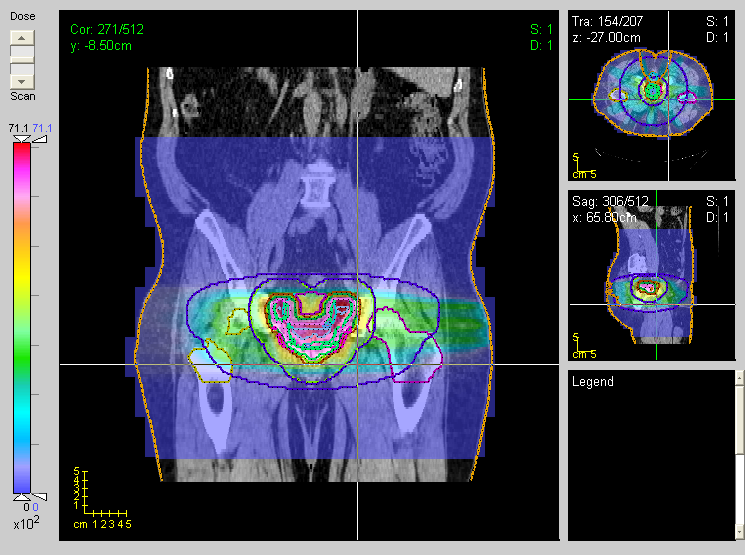 Dose
Scan
71.1 71.1
0 0
x10²
Cor: 271/512
y: -8.50cm
S: 1
D: 1
5
4
3
2
1
cm 1 2 3 4 5
Tra: 154/207
z: -27.00cm
S: 1
D: 1
5
cm 5
Sag: 306/512
x: 65.80cm
S: 1
D: 1
5
cm 5
Legend